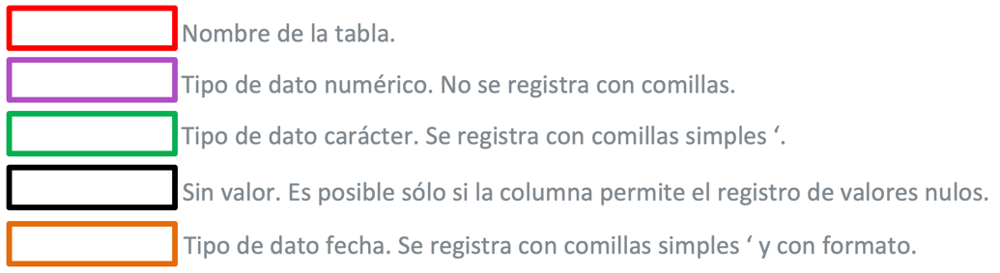 Nombre de la tabla.
Tipo de dato numérico. No se registra con comillas.
Tipo de dato carácter. Se registra con comillas simples ‘.
Sin valor. Es posible sólo si la columna permite el registro de valores nulos.
Tipo de dato fecha. Se registra con comillas simples ‘ y con formato.